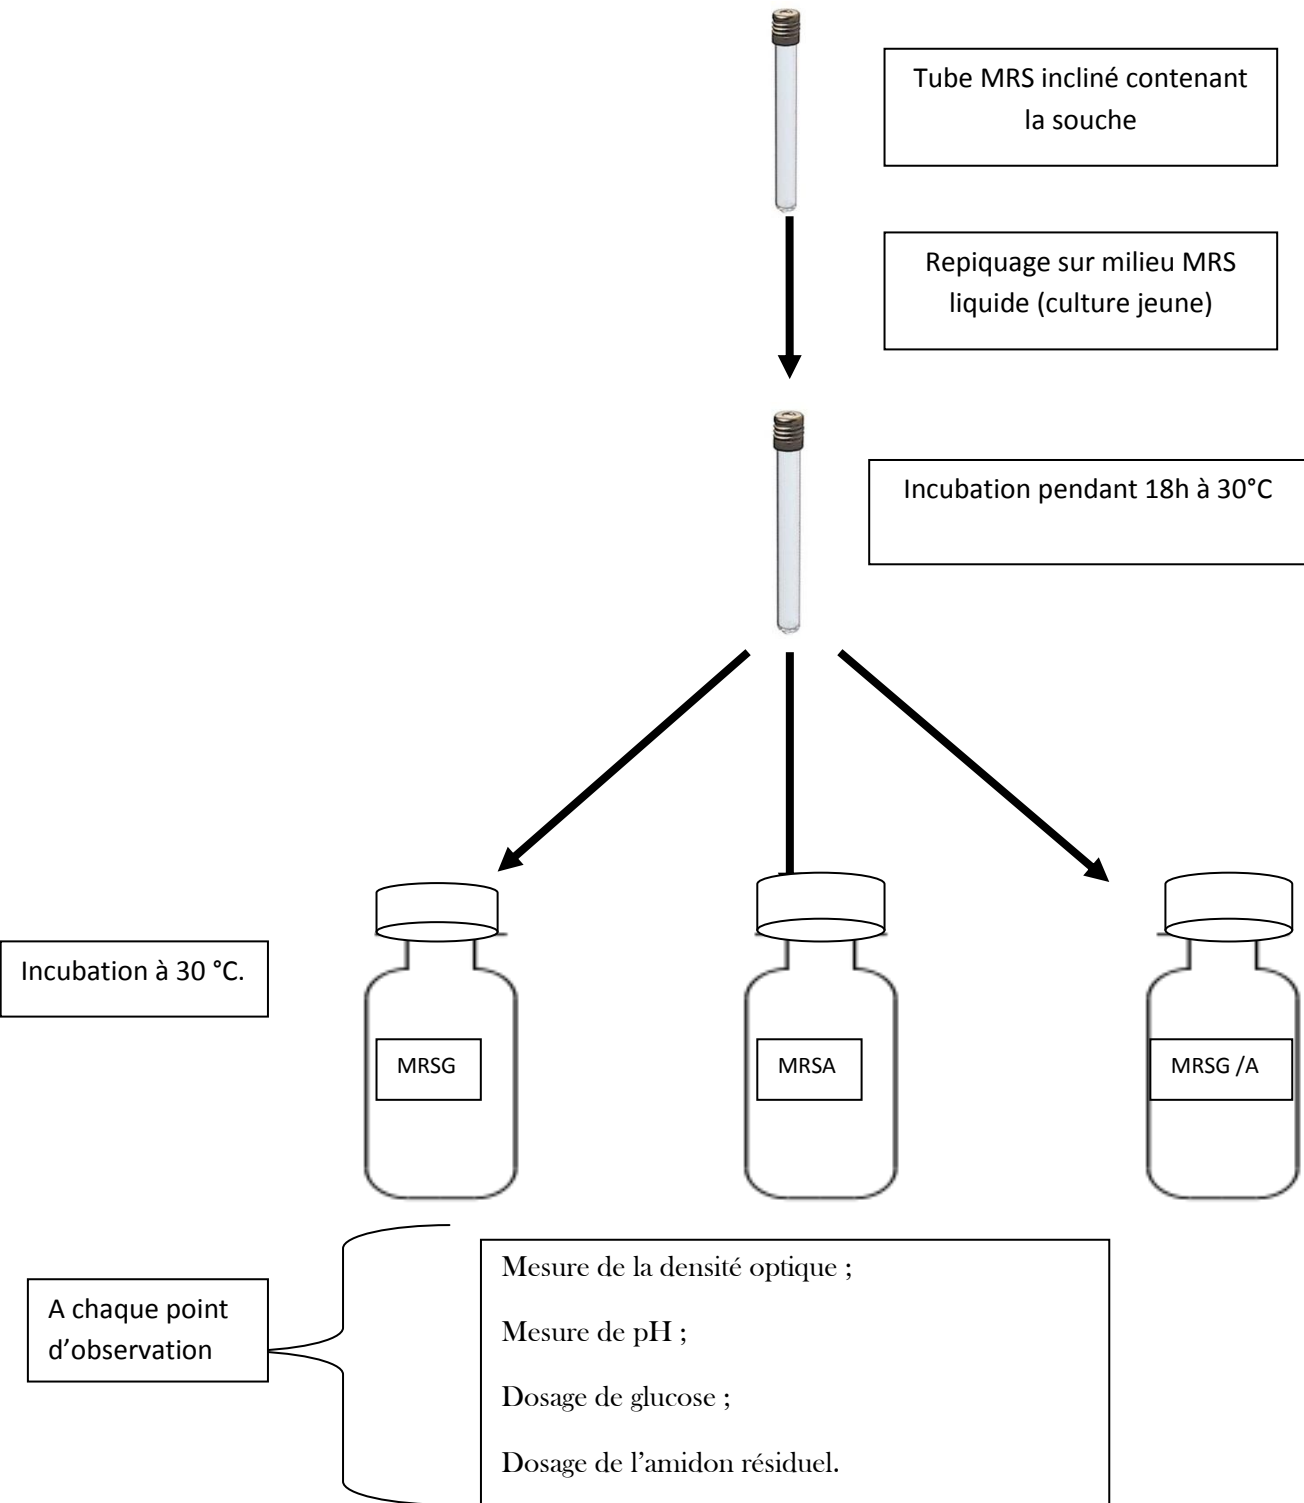 Tube MRS incliné contenant
la souche
Repiquage sur milieu MRS
liquide (culture jeune)
Incubation pendant 18h à 30°C
Incubation à 30 °C.
MRSG
MRSA
MRSG /A
A chaque point
d’observation
Mesure de la densité optique ;
Mesure de pH ;
Dosage de glucose ;
Dosage de l’amidon résiduel.